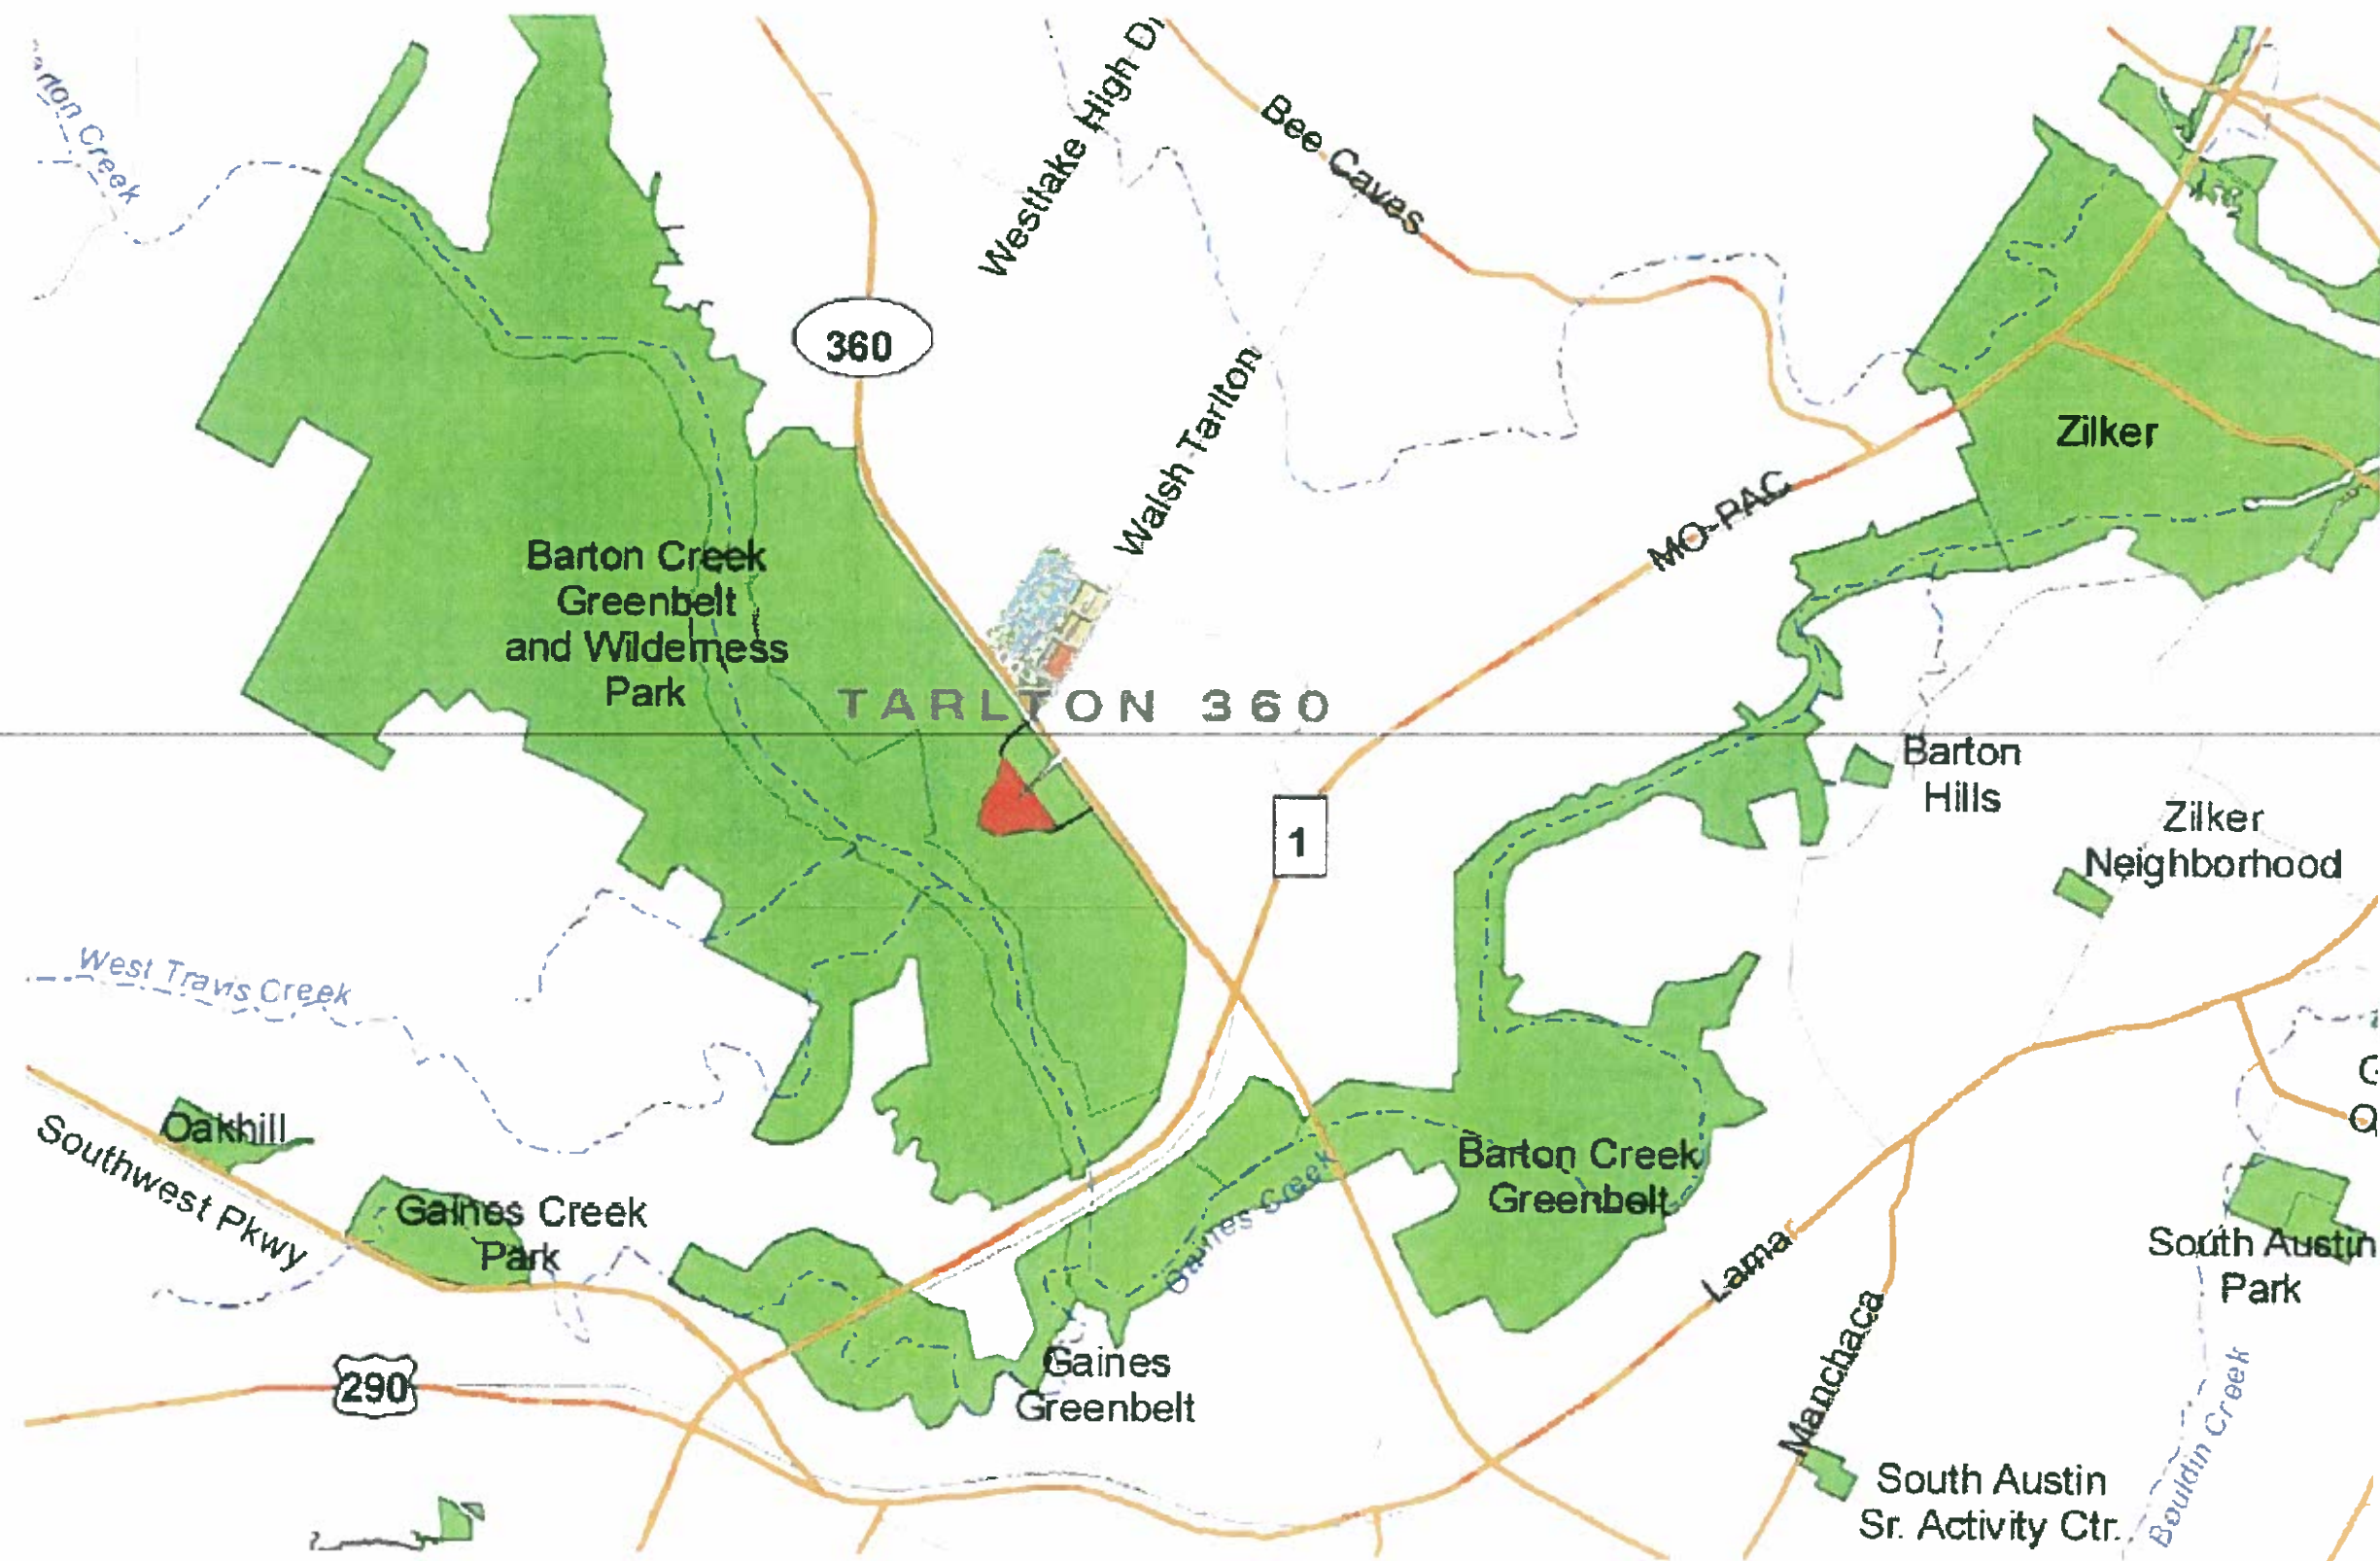 arton Creek
Westlake High Dr
Bee Caves
360
Walsh Tarlton
Zilker
MO-PAC
Barton Creek
Greenbelt
and Wilderness
Park
TARLTON 360
Barton
Hills
1
Zilker
Neighborhood
West Travis Creek
Oakhill
Southwest Pkwy
Gaines Creek
Park
Barton Creek
Greenbelt
Gaines Creek
South Austin
Park
Lamar
Manchaca
290
Gaines
Greenbelt
South Austin
Sr. Activity Ctr.
Bouldin Creek